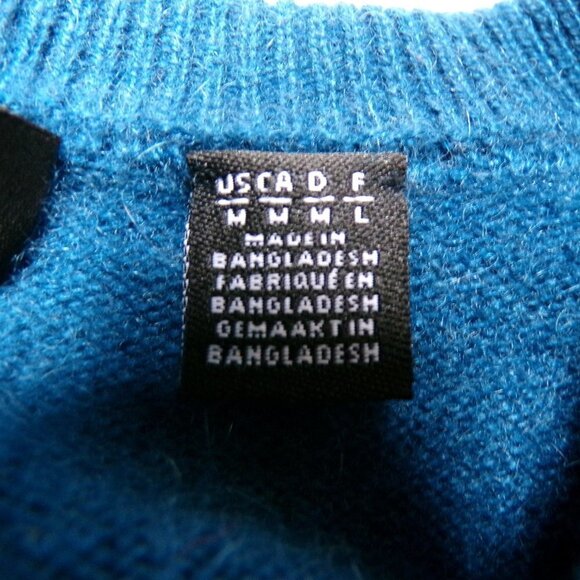 US CA D F
M M M L
MADE IN
BANGLADESH
FABRIQUÉ EN
BANGLADESH
GEMAAKT IN
BANGLADESH